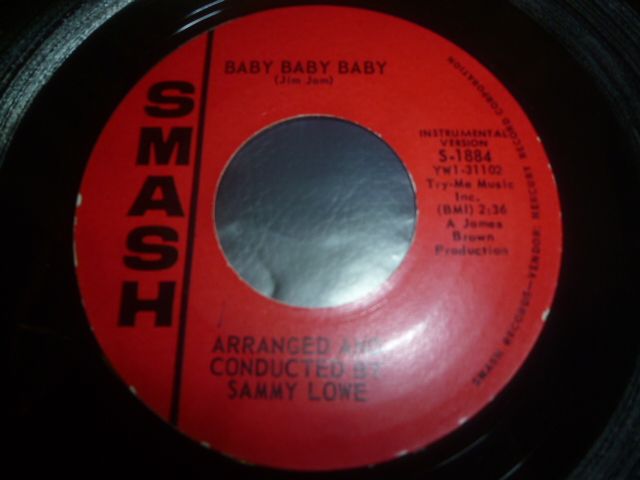 BABY BABY BABY
(Jim Jam)
SMASH
INSTRUMENTAL
VERSION
S-1884
YW1-31102
Try-Me Music
Inc.
(BMI) 2:36
A James
Brown
Production
ARRANGED AND
CONDUCTED BY
SAMMY LOWE
SMASH RECORDS—VENDOR: MERCURY RECORD CORPORATION